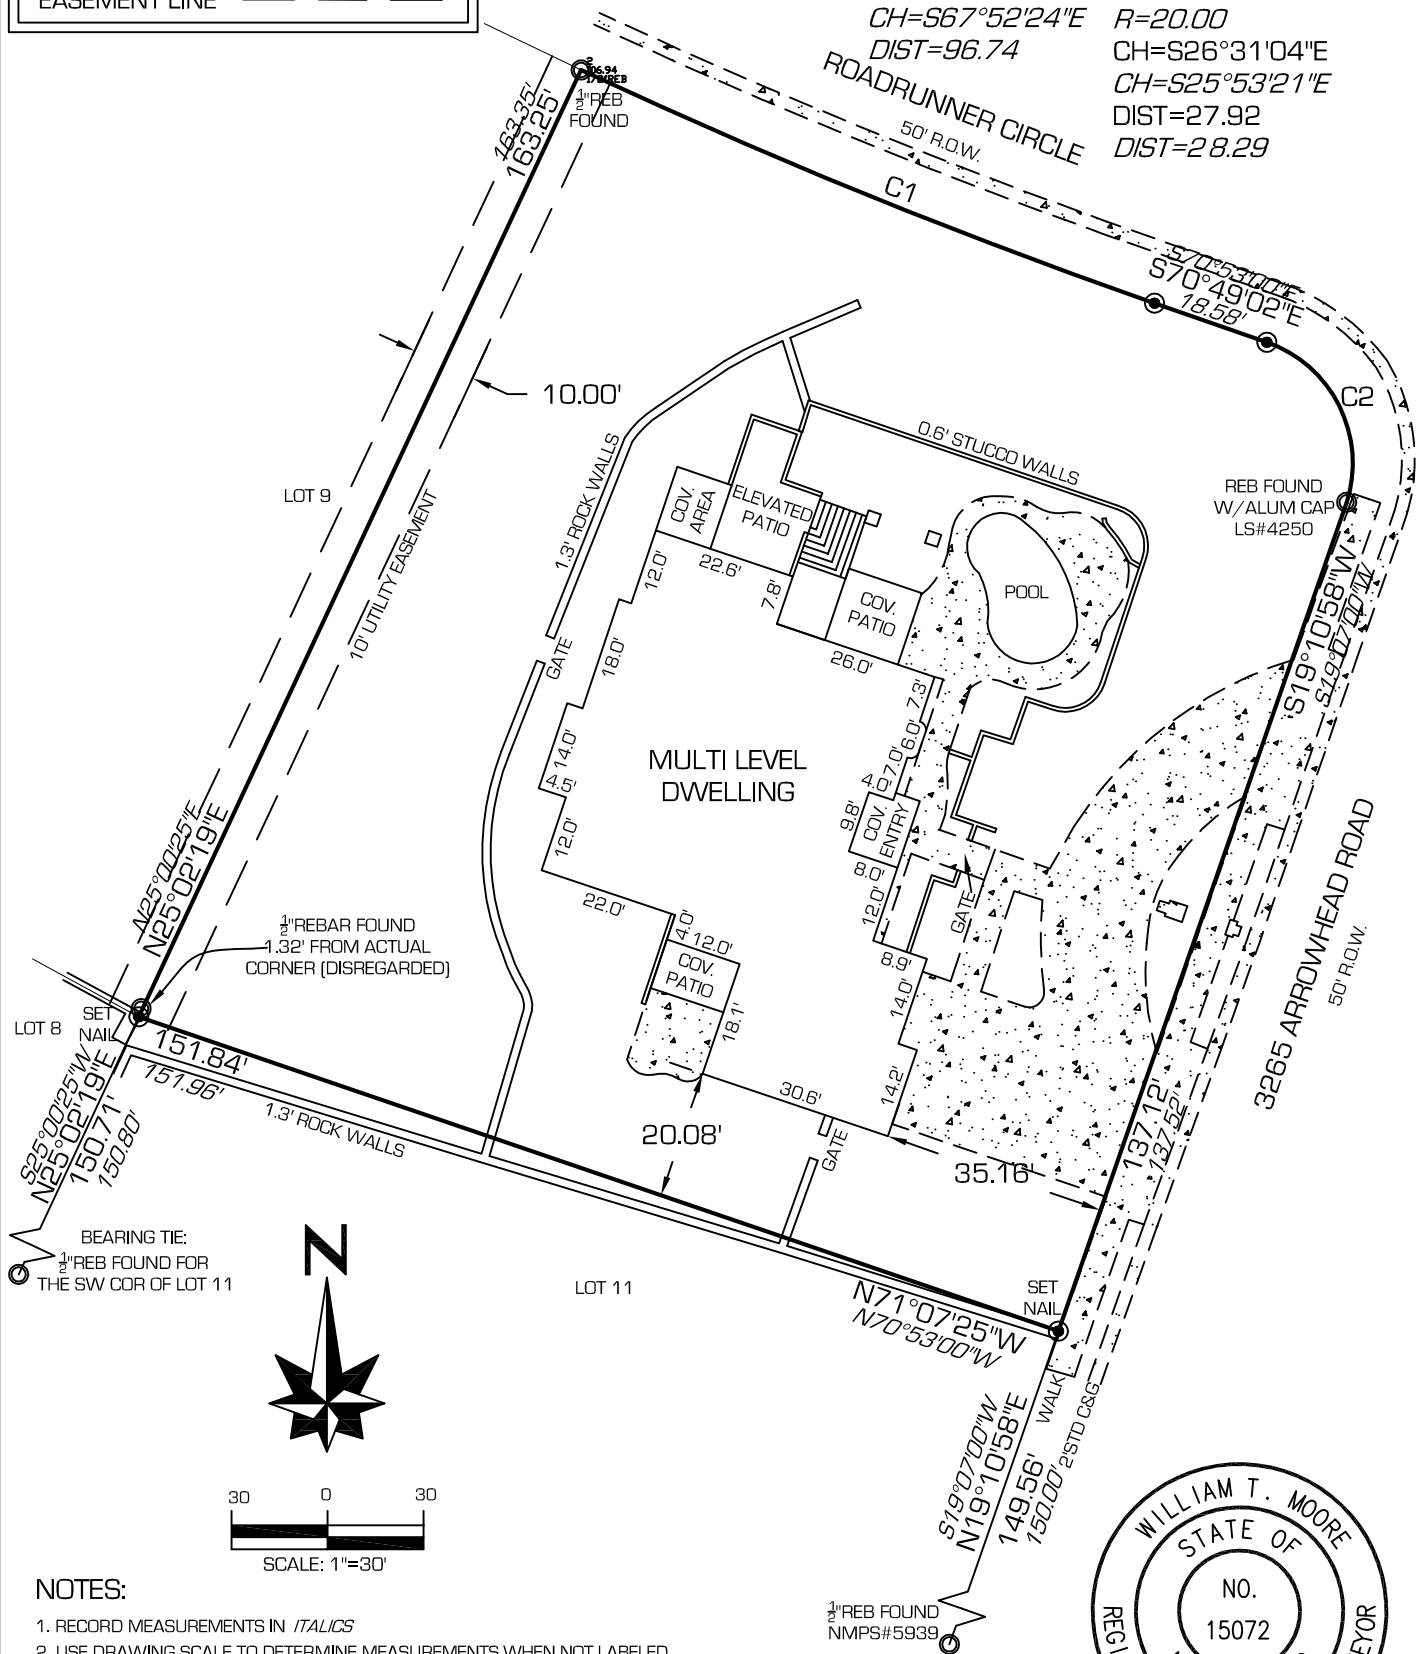 EASEMENT LINE
CH=S67°52'24"E
DIST=96.74
R=20.00
CH=S26°31'04"E
CH=S25°53'21"E
DIST=27.92
DIST=28.29
ROADRUNNER CIRCLE
50' R.O.W.
1/2"REB
FOUND
163.35'
163.25'
C1
S70°53'00"E
S70°49'02"E
18.58'
C2
10.00'
LOT 9
10' UTILITY EASEMENT
1.3' ROCK WALLS
GATE
0.6' STUCCO WALLS
COV.
AREA
ELEVATED
PATIO
REB FOUND
W/ALUM CAP
LS#4250
POOL
COV.
PATIO
12.0'
22.6'
7.8'
26.0'
18.0'
7.3'
6.0'
7.0'
4.0'
14.0'
4.5'
12.0'
MULTI LEVEL
DWELLING
9.8'
COV.
ENTRY
8.0'
12.0'
GATE
8.9'
14.0'
14.2'
22.0'
4.0'
12.0'
COV.
PATIO
18.1'
30.6'
S19°10'58"W
S19°07'00"W
3265 ARROWHEAD ROAD
50' R.O.W.
137.12'
137.52'
N25°00'25"E
N25°02'19"E
1/2"REBAR FOUND
1.32' FROM ACTUAL
CORNER (DISREGARDED)
LOT 8
SET
NAIL
151.84'
151.96'
1.3' ROCK WALLS
20.08'
GATE
35.16'
S25°00'25"W
N25°02'19"E
150.71'
150.80'
BEARING TIE:
1/2"REB FOUND FOR
THE SW COR OF LOT 11
N
LOT 11
SET
NAIL
N71°07'25"W
N70°53'00"W
WALK
2'STD C&G
S19°07'00"W
N19°10'58"E
149.56'
150.00'
30 0 30
SCALE: 1"=30'
NOTES:
1. RECORD MEASUREMENTS IN ITALICS
2. USE DRAWING SCALE TO DETERMINE MEASUREMENTS WHEN NOT LABELED
1/2"REB FOUND
NMPS#5939
WILLIAM T. MOORE
STATE OF
NO.
15072